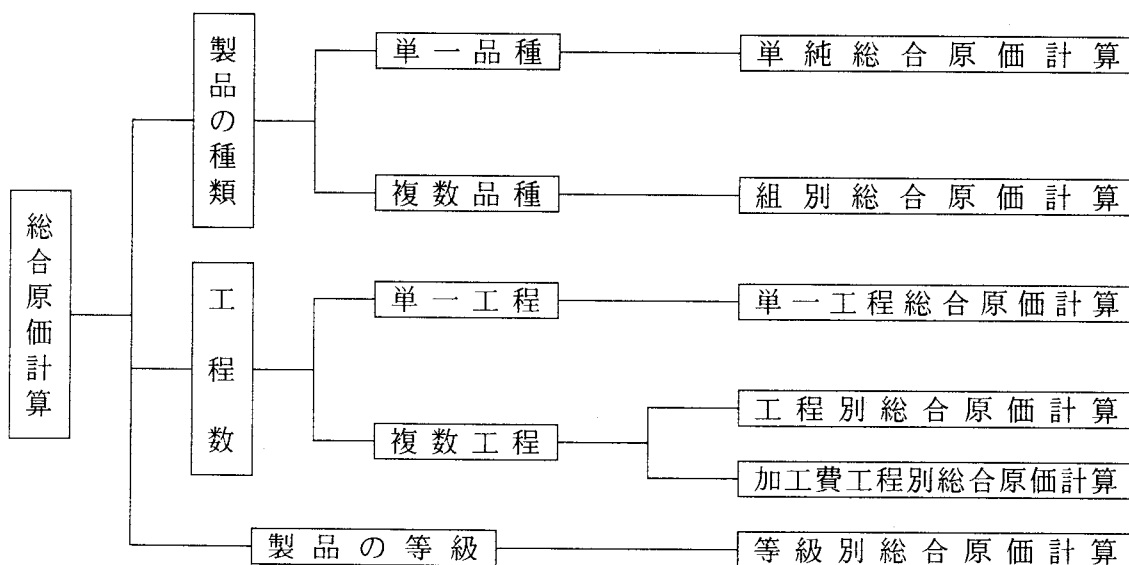 総合原価計算
製品の種類
単一品種
単純総合原価計算
複数品種
組別総合原価計算
工程数
単一工程
単一工程総合原価計算
複数工程
工程別総合原価計算
加工費工程別総合原価計算
製品の等級
等級別総合原価計算